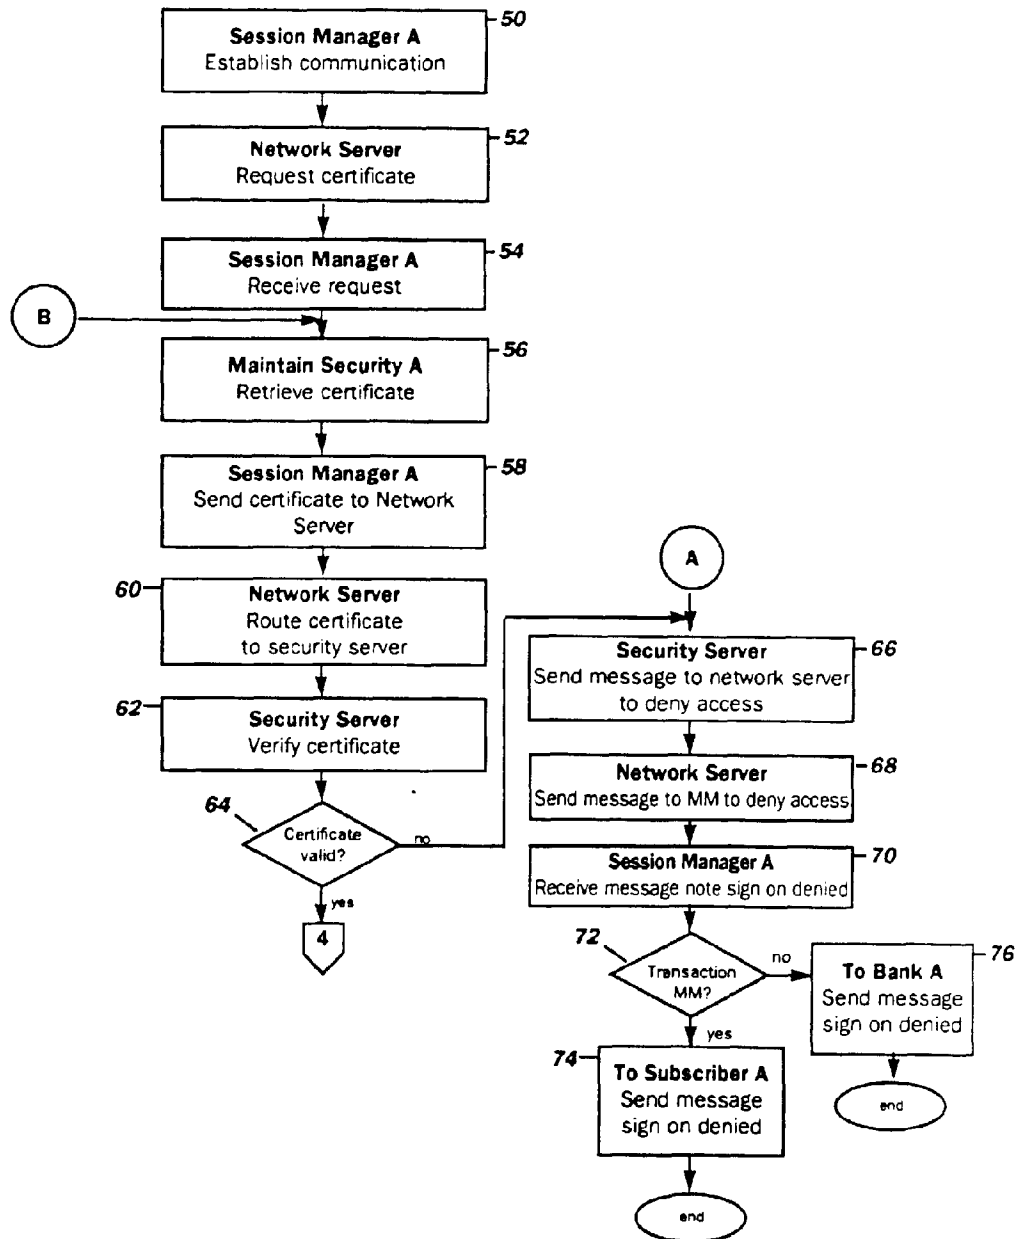 50
Session Manager A
Establish communication
52
Network Server
Request certificate
54
Session Manager A
Receive request
B
56
Maintain Security A
Retrieve certificate
58
Session Manager A
Send certificate to Network
Server
60
Network Server
Route certificate
to security server
62
Security Server
Verify certificate
64
Certificate
valid?
no
yes
4
A
66
Security Server
Send message to network server
to deny access
68
Network Server
Send message to MM to deny access
70
Session Manager A
Receive message note sign on denied
72
Transaction
MM?
no
yes
76
To Bank A
Send message
sign on denied
end
74
To Subscriber A
Send message
sign on denied
end